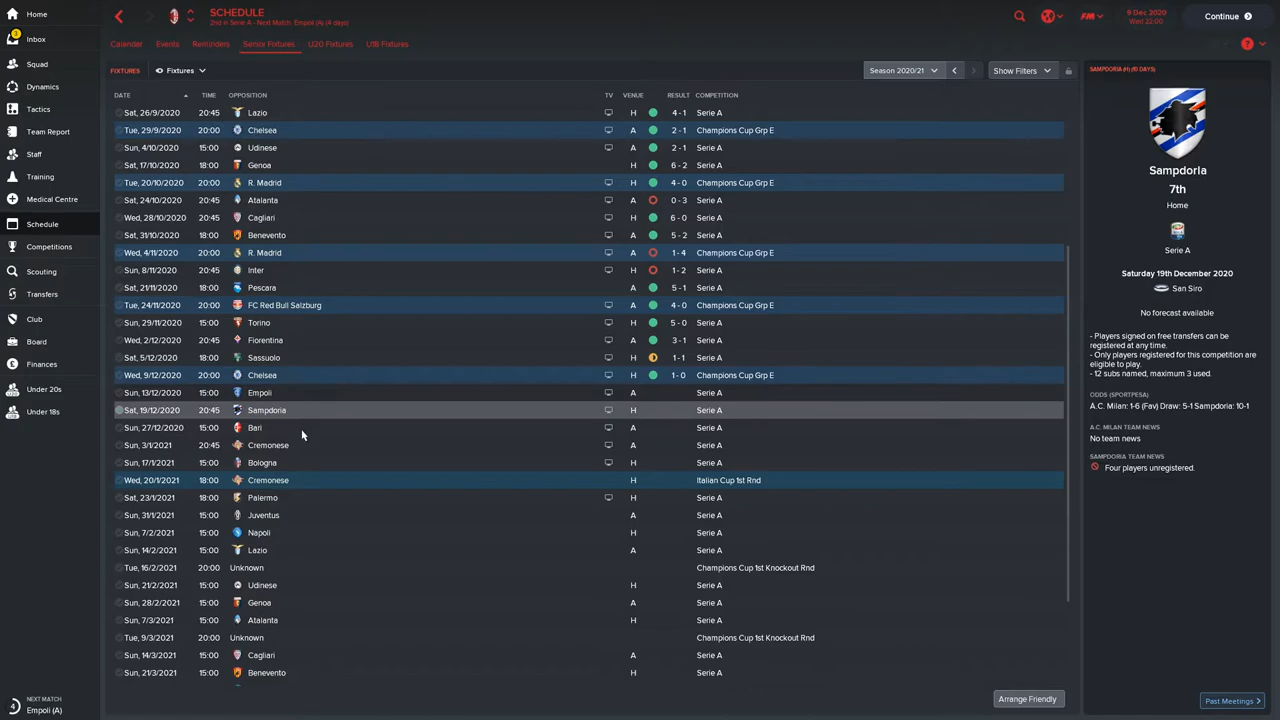 Home
Inbox
Squad
Dynamics
Tactics
Team Report
Staff
Training
Medical Centre
Schedule
Competitions
Scouting
Transfers
Club
Board
Finances
Under 20s
Under 18s
4
NEXT MATCH
Empoli (A)
SCHEDULE
2nd in Serie A - Next Match: Empoli (A) (4 days)
FM
9 Dec 2020
Wed 22:00
Continue
Calendar Events Reminders Senior Fixtures U20 Fixtures U18 Fixtures
?
FIXTURES Fixtures Season 2020/21 Show Filters
DATE TIME OPPOSITION TV VENUE RESULT COMPETITION
Sat, 26/9/2020 20:45 Lazio H 4 - 1 Serie A
Tue, 29/9/2020 20:00 Chelsea A 2 - 1 Champions Cup Grp E
Sun, 4/10/2020 15:00 Udinese A 2 - 1 Serie A
Sat, 17/10/2020 18:00 Genoa H 6 - 2 Serie A
Tue, 20/10/2020 20:00 R. Madrid H 4 - 0 Champions Cup Grp E
Sat, 24/10/2020 20:45 Atalanta A 0 - 3 Serie A
Wed, 28/10/2020 20:45 Cagliari H 6 - 0 Serie A
Sat, 31/10/2020 18:00 Benevento A 5 - 2 Serie A
Wed, 4/11/2020 20:00 R. Madrid A 1 - 4 Champions Cup Grp E
Sun, 8/11/2020 20:45 Inter H 1 - 2 Serie A
Sat, 21/11/2020 18:00 Pescara A 5 - 1 Serie A
Tue, 24/11/2020 20:00 FC Red Bull Salzburg A 4 - 0 Champions Cup Grp E
Sun, 29/11/2020 15:00 Torino H 5 - 0 Serie A
Wed, 2/12/2020 20:45 Fiorentina A 3 - 1 Serie A
Sat, 5/12/2020 18:00 Sassuolo H 1 - 1 Serie A
Wed, 9/12/2020 20:00 Chelsea H 1 - 0 Champions Cup Grp E
Sun, 13/12/2020 15:00 Empoli A Serie A
Sat, 19/12/2020 20:45 Sampdoria H Serie A
Sun, 27/12/2020 15:00 Bari A Serie A
Sun, 3/1/2021 20:45 Cremonese H Serie A
Sun, 17/1/2021 15:00 Bologna H Serie A
Wed, 20/1/2021 18:00 Cremonese H Italian Cup 1st Rnd
Sat, 23/1/2021 18:00 Palermo H Serie A
Sun, 31/1/2021 15:00 Juventus A Serie A
Sun, 7/2/2021 15:00 Napoli H Serie A
Sun, 14/2/2021 15:00 Lazio A Serie A
Tue, 16/2/2021 20:00 Unknown Champions Cup 1st Knockout Rnd
Sun, 21/2/2021 15:00 Udinese H Serie A
Sun, 28/2/2021 15:00 Genoa A Serie A
Sun, 7/3/2021 15:00 Atalanta H Serie A
Tue, 9/3/2021 20:00 Unknown Champions Cup 1st Knockout Rnd
Sun, 14/3/2021 15:00 Cagliari A Serie A
Sun, 21/3/2021 15:00 Benevento H Serie A
Arrange Friendly
SAMPDORIA (H) (10 DAYS)
Sampdoria
7th
Home
Serie A
Saturday 19th December 2020
San Siro
No forecast available
- Players signed on free transfers can be
registered at any time.
- Only players registered for this competition are
eligible to play.
- 12 subs named, maximum 3 used.
ODDS (SPORTPESA)
A.C. Milan: 1-6 (Fav) Draw: 5-1 Sampdoria: 10-1
A.C. MILAN TEAM NEWS
No team news
SAMPDORIA TEAM NEWS
Four players unregistered.
Past Meetings